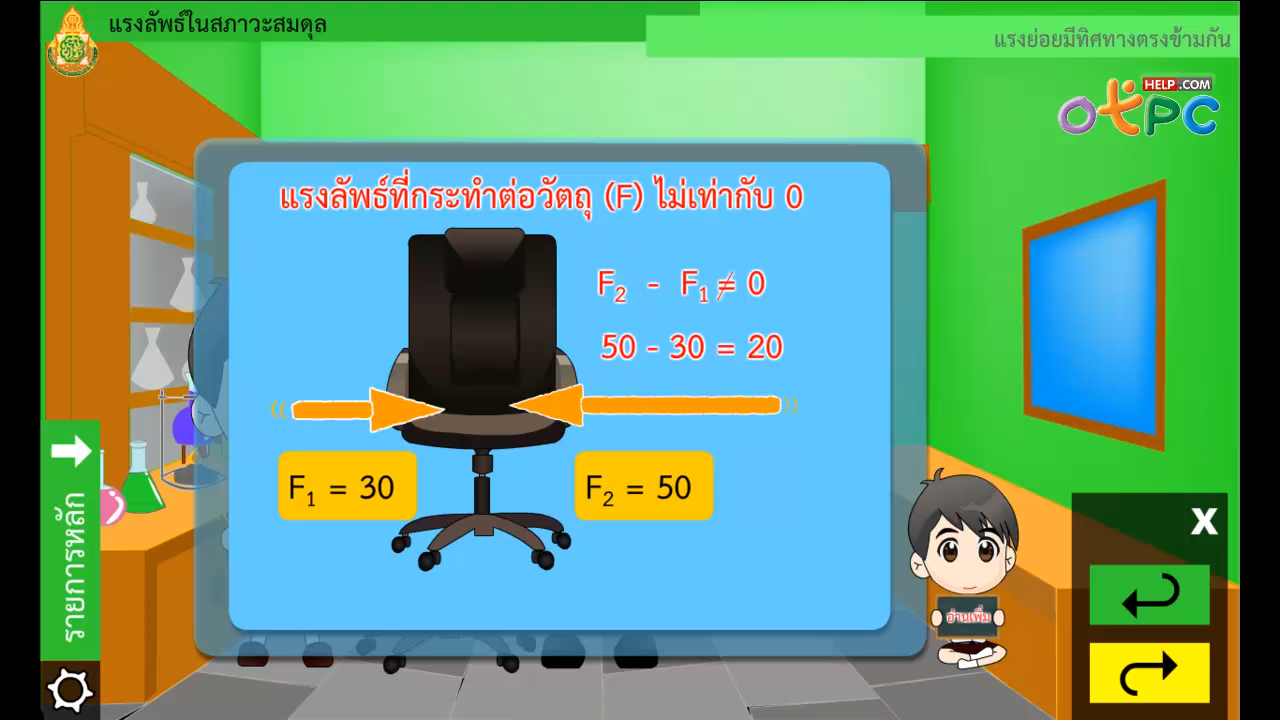 แรงลัพธ์ในสภาวะสมดุล
แรงย่อยมีทิศทางตรงข้ามกัน
HELP.COM
OTPC
แรงลัพธ์ที่กระทำต่อวัตถุ (F) ไม่เท่ากับ 0
F₂ - F₁ ≠ 0
50 - 30 = 20
F₁ = 30
F₂ = 50
รายการหลัก
อ่านเพิ่ม
X